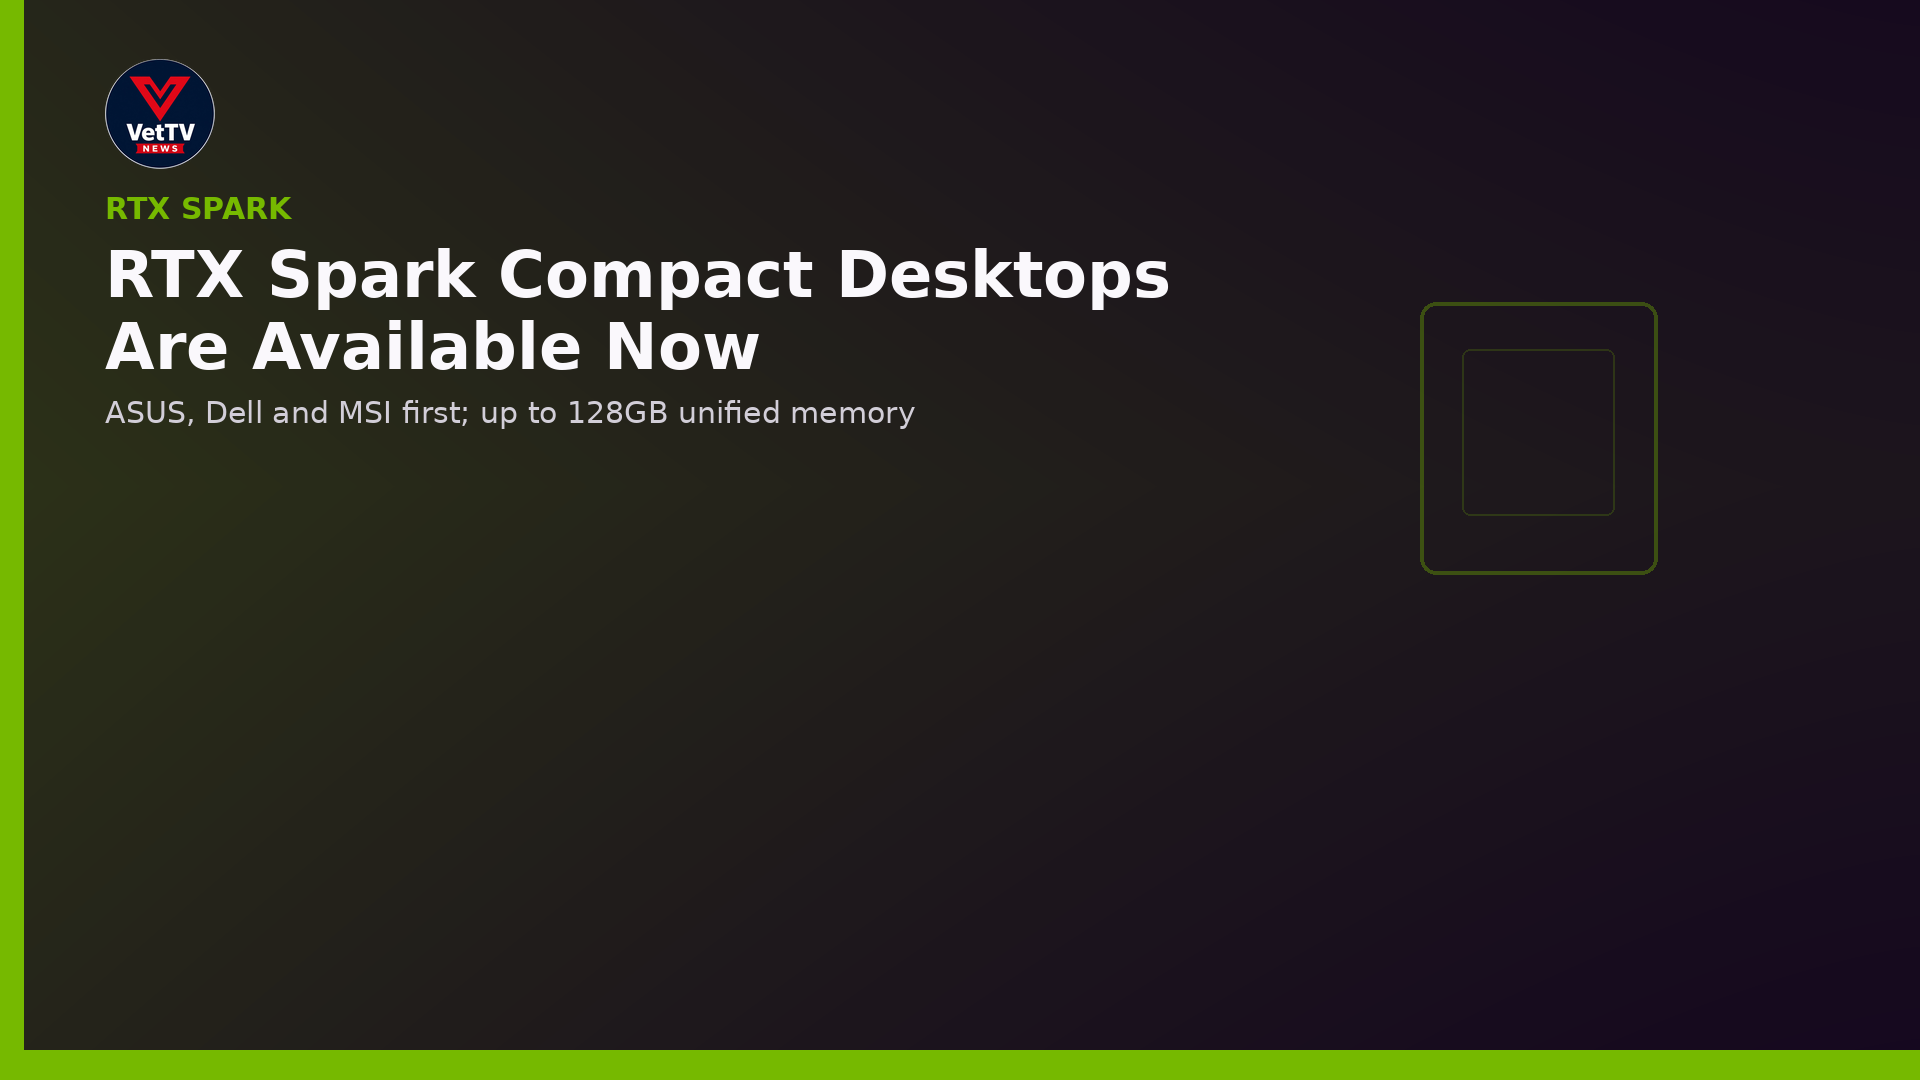 VetTV
NEWS
RTX SPARK
RTX Spark Compact Desktops
Are Available Now
ASUS, Dell and MSI first; up to 128GB unified memory